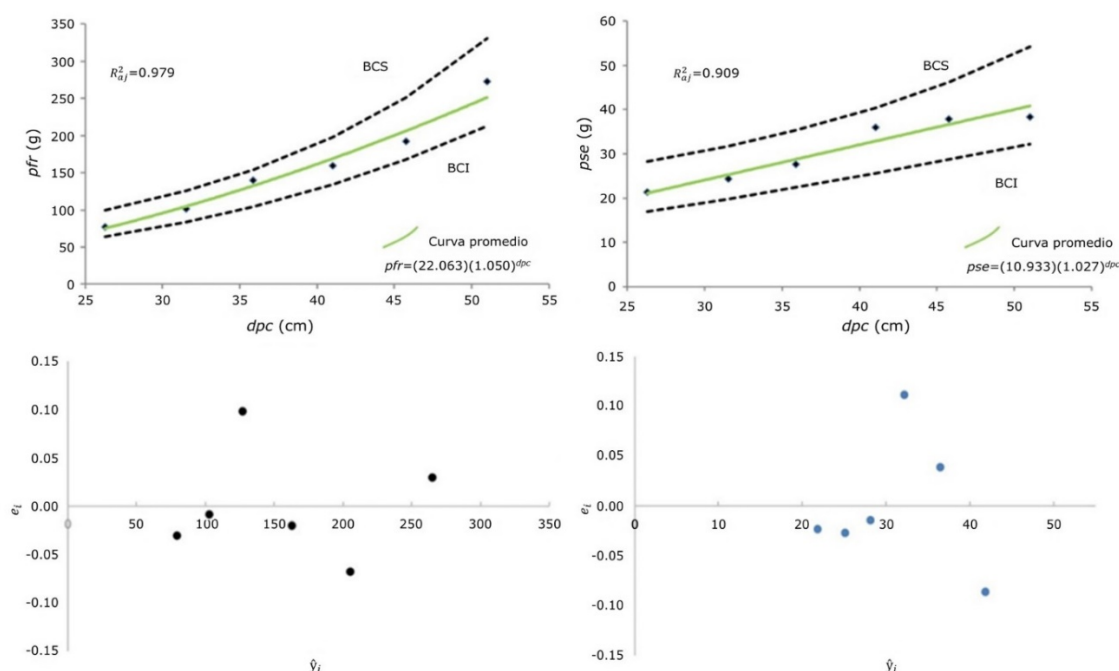 350
300
250
200
150
100
50
0
pfr (g)
R²aj=0.979
BCS
BCI
Curva promedio
pfr=(22.063)(1.050)^dpc
25 30 35 40 45 50 55
dpc (cm)
60
50
40
30
20
10
0
pse (g)
R²aj=0.909
BCS
BCI
Curva promedio
pse=(10.933)(1.027)^dpc
25 30 35 40 45 50 55
dpc (cm)
0.15
0.10
0.05
0.00
-0.05
-0.10
-0.15
e_i
0 50 100 150 200 250 300 350
ŷ_i
0.15
0.10
0.05
0.00
-0.05
-0.10
-0.15
e_i
0 10 20 30 40 50
ŷ_i